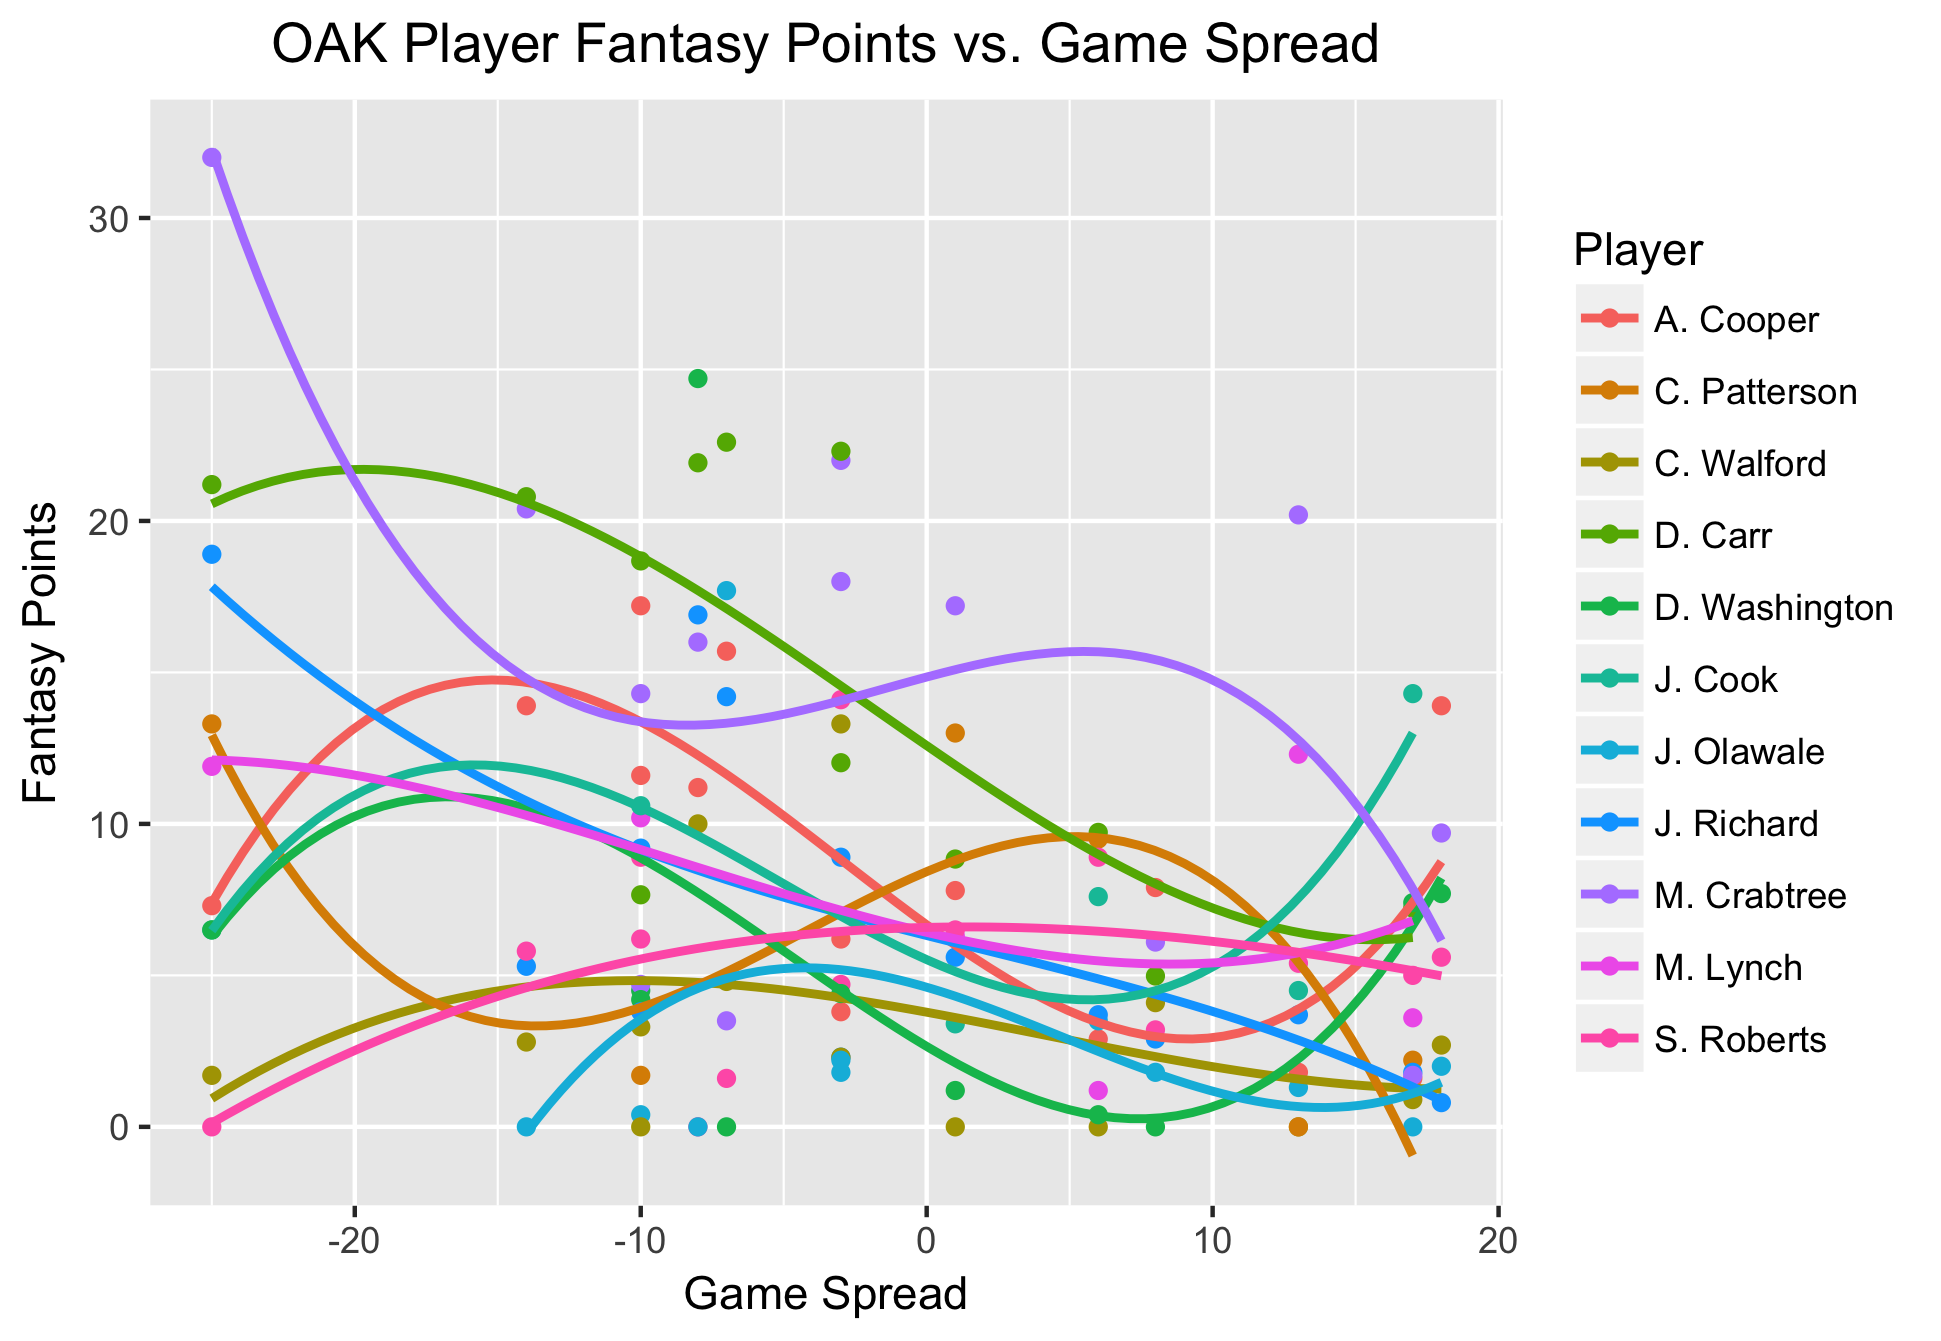 OAK Player Fantasy Points vs. Game Spread
Fantasy Points
30
20
10
0
-20
-10
0
10
20
Game Spread
Player
A. Cooper
C. Patterson
C. Walford
D. Carr
D. Washington
J. Cook
J. Olawale
J. Richard
M. Crabtree
M. Lynch
S. Roberts